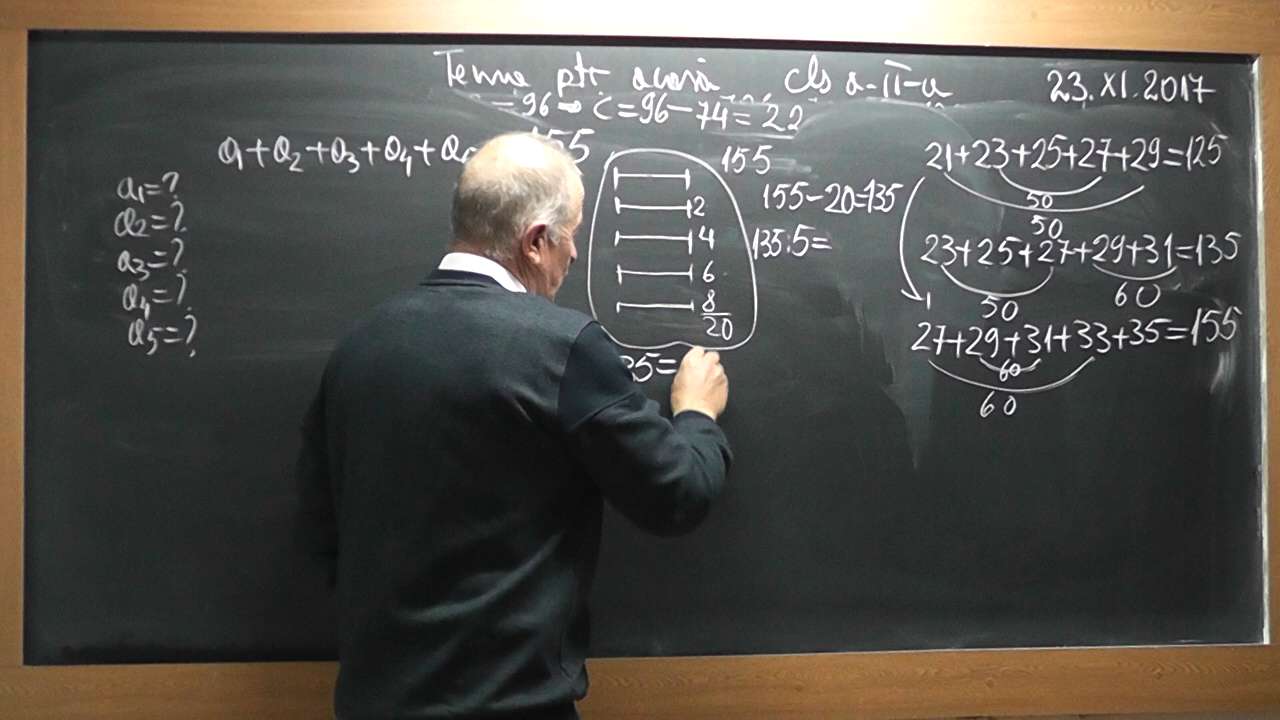 Teme ptr acasă cls a-II-a 23.XI.2017
=96 ⇒ c=96-74=22
a1+a2+a3+a4+a 155
a1=?
a2=?
a3=?
a4=?
a5=?
155
2
4
6
8
20
35=
155-20=135
135:5=
21+23+25+27+29=125
50
50
23+25+27+29+31=135
50
60
27+29+31+33+35=155
60
60